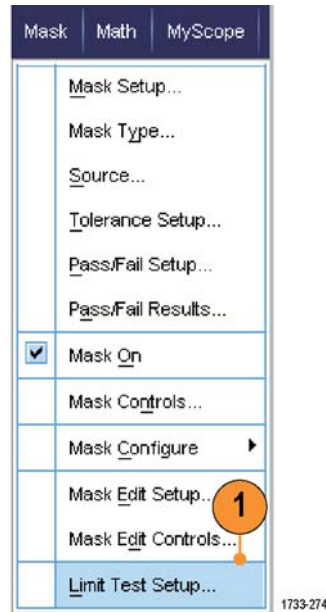 Mask Math MyScope
Mask Setup...
Mask Type...
Source...
Tolerance Setup...
Pass/Fail Setup...
Pass/Fail Results...
Mask On
Mask Controls...
Mask Configure
Mask Edit Setup...
1
Mask Edit Controls...
Limit Test Setup...
1733-274